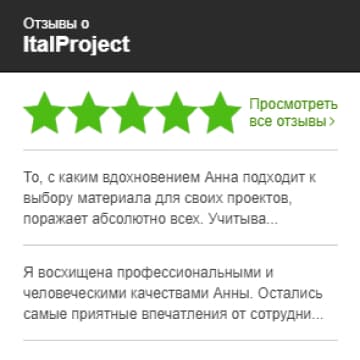 Отзывы о
ItalProject
Просмотреть
все отзывы
То, с каким вдохновением Анна подходит к
выбору материала для своих проектов,
поражает абсолютно всех. Учитыва...
Я восхищена профессиональными и
человеческими качествами Анны. Остались
самые приятные впечатления от сотрудни...